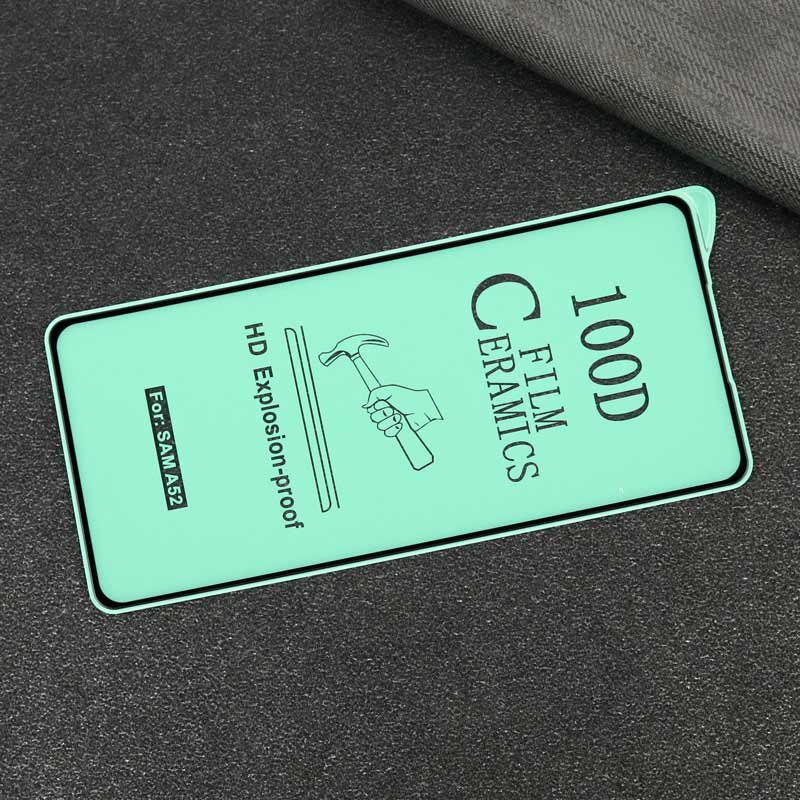 100D
FILM
CERAMICS
HD Explosion-proof
For: SAM A52